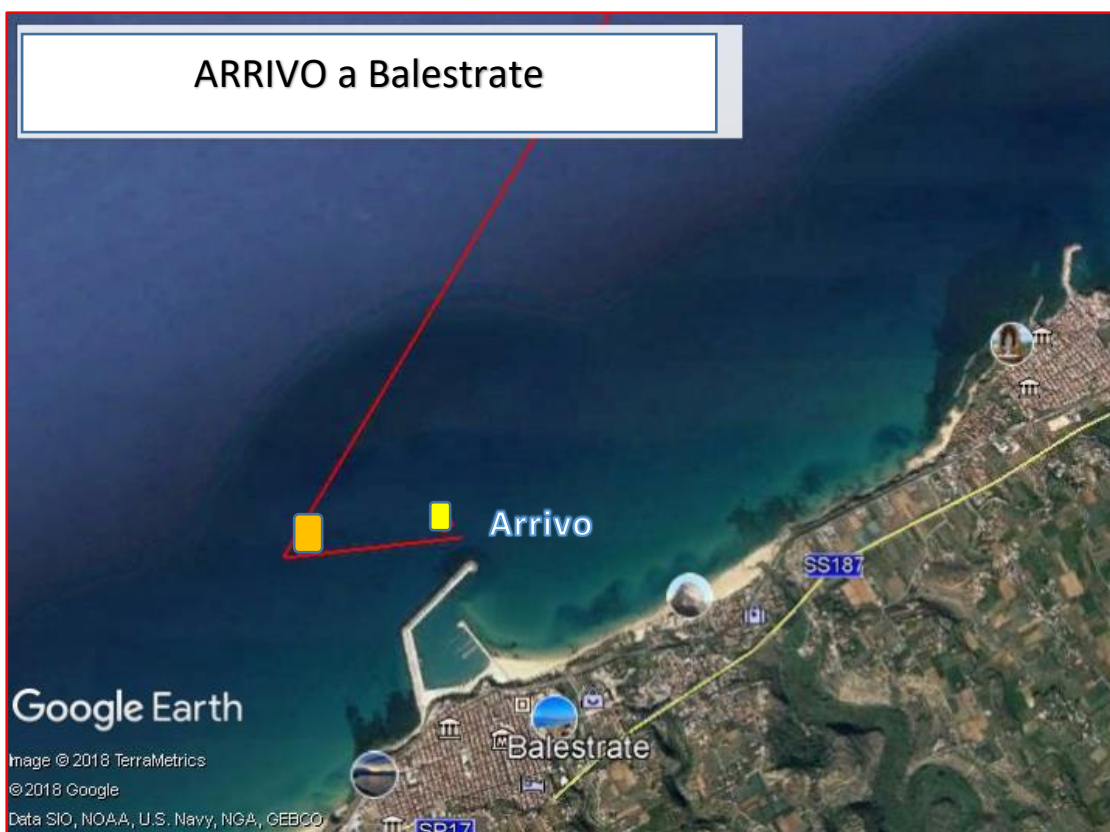 ARRIVO a Balestrate
Arrivo
SS187
Google Earth
Balestrate
Image © 2018 TerraMetrics
© 2018 Google
Data SIO, NOAA, U.S. Navy, NGA, GEBCO
SP17